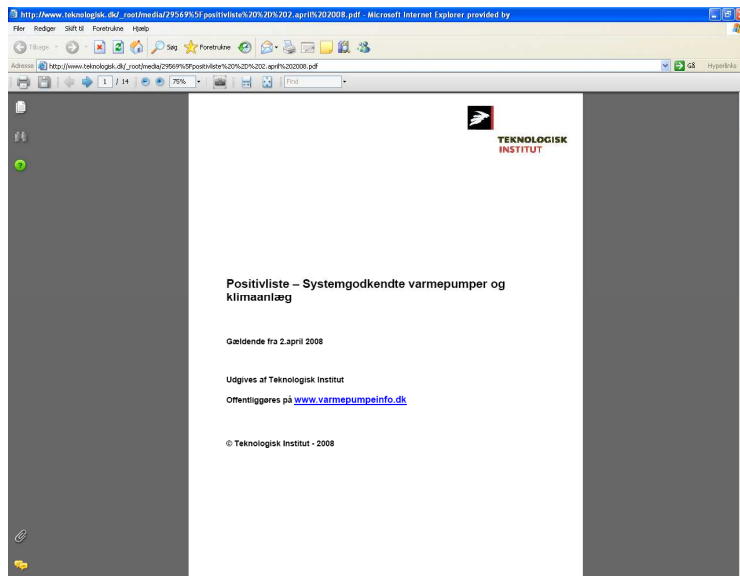 http://www.teknologisk.dk/_root/media/29569%5Fpositivliste%20%20%2D%202.april%202008.pdf - Microsoft Internet Explorer provided by
Filer Rediger Skift til Foretrukne Hjælp
Tilbage Søg Foretrukne
Adresse http://www.teknologisk.dk/_root/media/29569%5Fpositivliste%20%20%2D%202.april%202008.pdf Gå Hyperlinks
1 / 14 75% Find
TEKNOLOGISK
INSTITUT
Positivliste – Systemgodkendte varmepumper og
klimaanlæg
Gældende fra 2.april 2008
Udgives af Teknologisk Institut
Offentliggøres på www.varmepumpeinfo.dk
© Teknologisk Institut - 2008